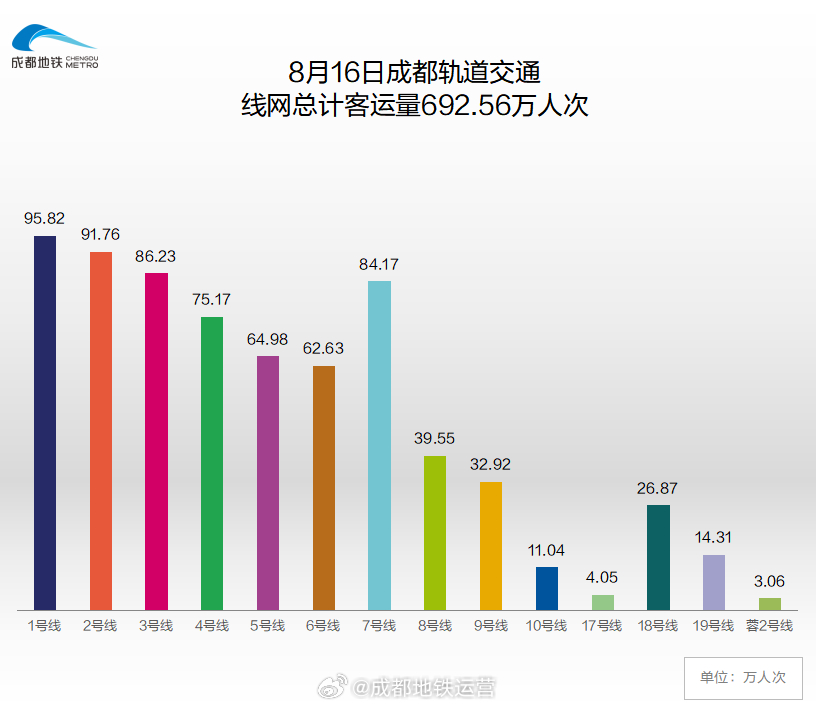 成都地铁 CHENGDU METRO
8月16日成都轨道交通
线网总计客运量692.56万人次
95.82
91.76
86.23
75.17
64.98
62.63
84.17
39.55
32.92
11.04
4.05
26.87
14.31
3.06
1号线 2号线 3号线 4号线 5号线 6号线 7号线 8号线 9号线 10号线 17号线 18号线 19号线 蓉2号线
单位：万人次
@成都地铁运营